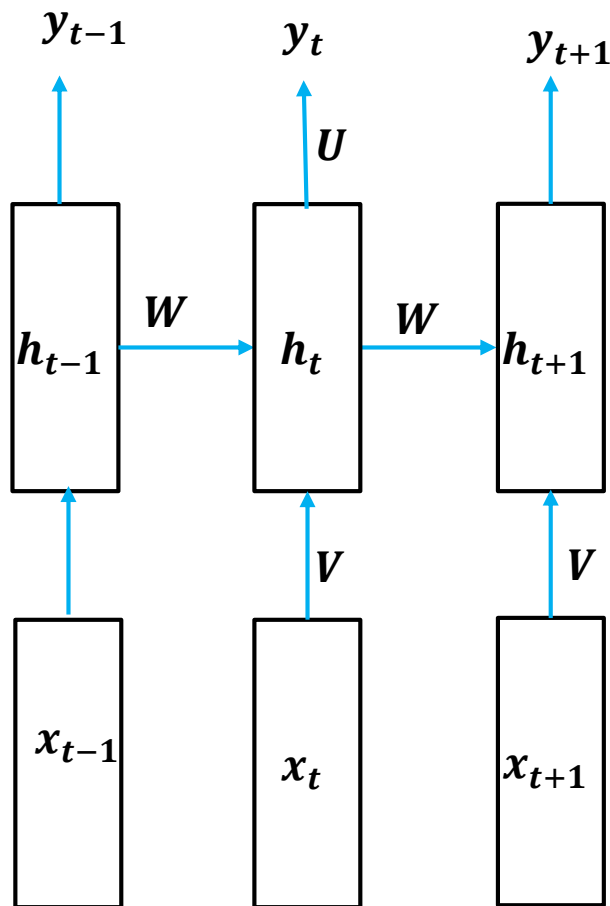 y_{t-1} y_t y_{t+1}
U
W W
h_{t-1} h_t h_{t+1}
V V
x_{t-1} x_t x_{t+1}